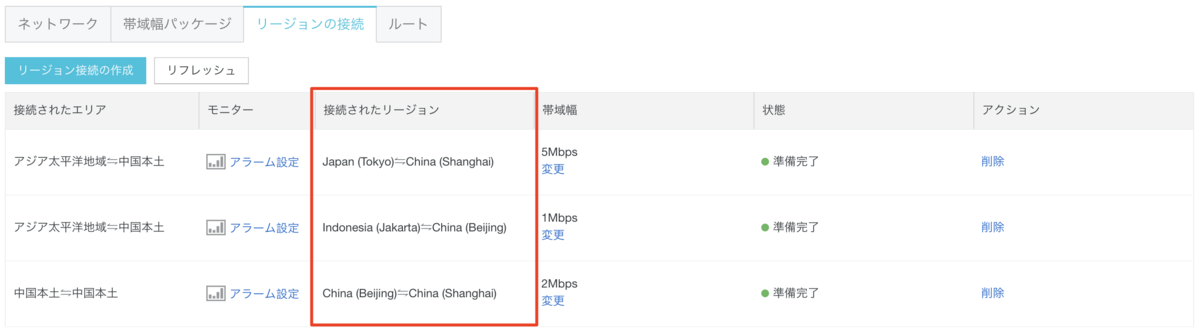 ネットワーク 帯域幅パッケージ リージョンの接続 ルート
リージョン接続の作成 リフレッシュ
接続されたエリア モニター 接続されたリージョン 帯域幅 状態 アクション
アジア太平洋地域⇋中国本土 アラーム設定 Japan (Tokyo)⇋China (Shanghai) 5Mbps 準備完了 削除
変更
アジア太平洋地域⇋中国本土 アラーム設定 Indonesia (Jakarta)⇋China (Beijing) 1Mbps 準備完了 削除
変更
中国本土⇋中国本土 アラーム設定 China (Beijing)⇋China (Shanghai) 2Mbps 準備完了 削除
変更